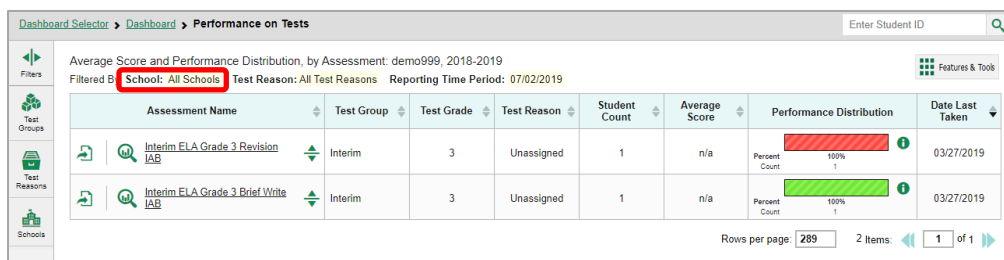 Dashboard Selector > Dashboard > Performance on Tests
Enter Student ID
Filters
Test
Groups
Test
Reasons
Schools
Average Score and Performance Distribution, by Assessment: demo999, 2018-2019
Filtered B School: All Schools Test Reason: All Test Reasons Reporting Time Period: 07/02/2019
Features & Tools
Assessment Name Test Group Test Grade Test Reason Student Count Average Score Performance Distribution Date Last Taken
Interim ELA Grade 3 Revision
IAB
Interim 3 Unassigned 1 n/a
Percent 100%
Count 1
03/27/2019
Interim ELA Grade 3 Brief Write
IAB
Interim 3 Unassigned 1 n/a
Percent 100%
Count 1
03/27/2019
Rows per page: 289 2 Items: 1 of 1